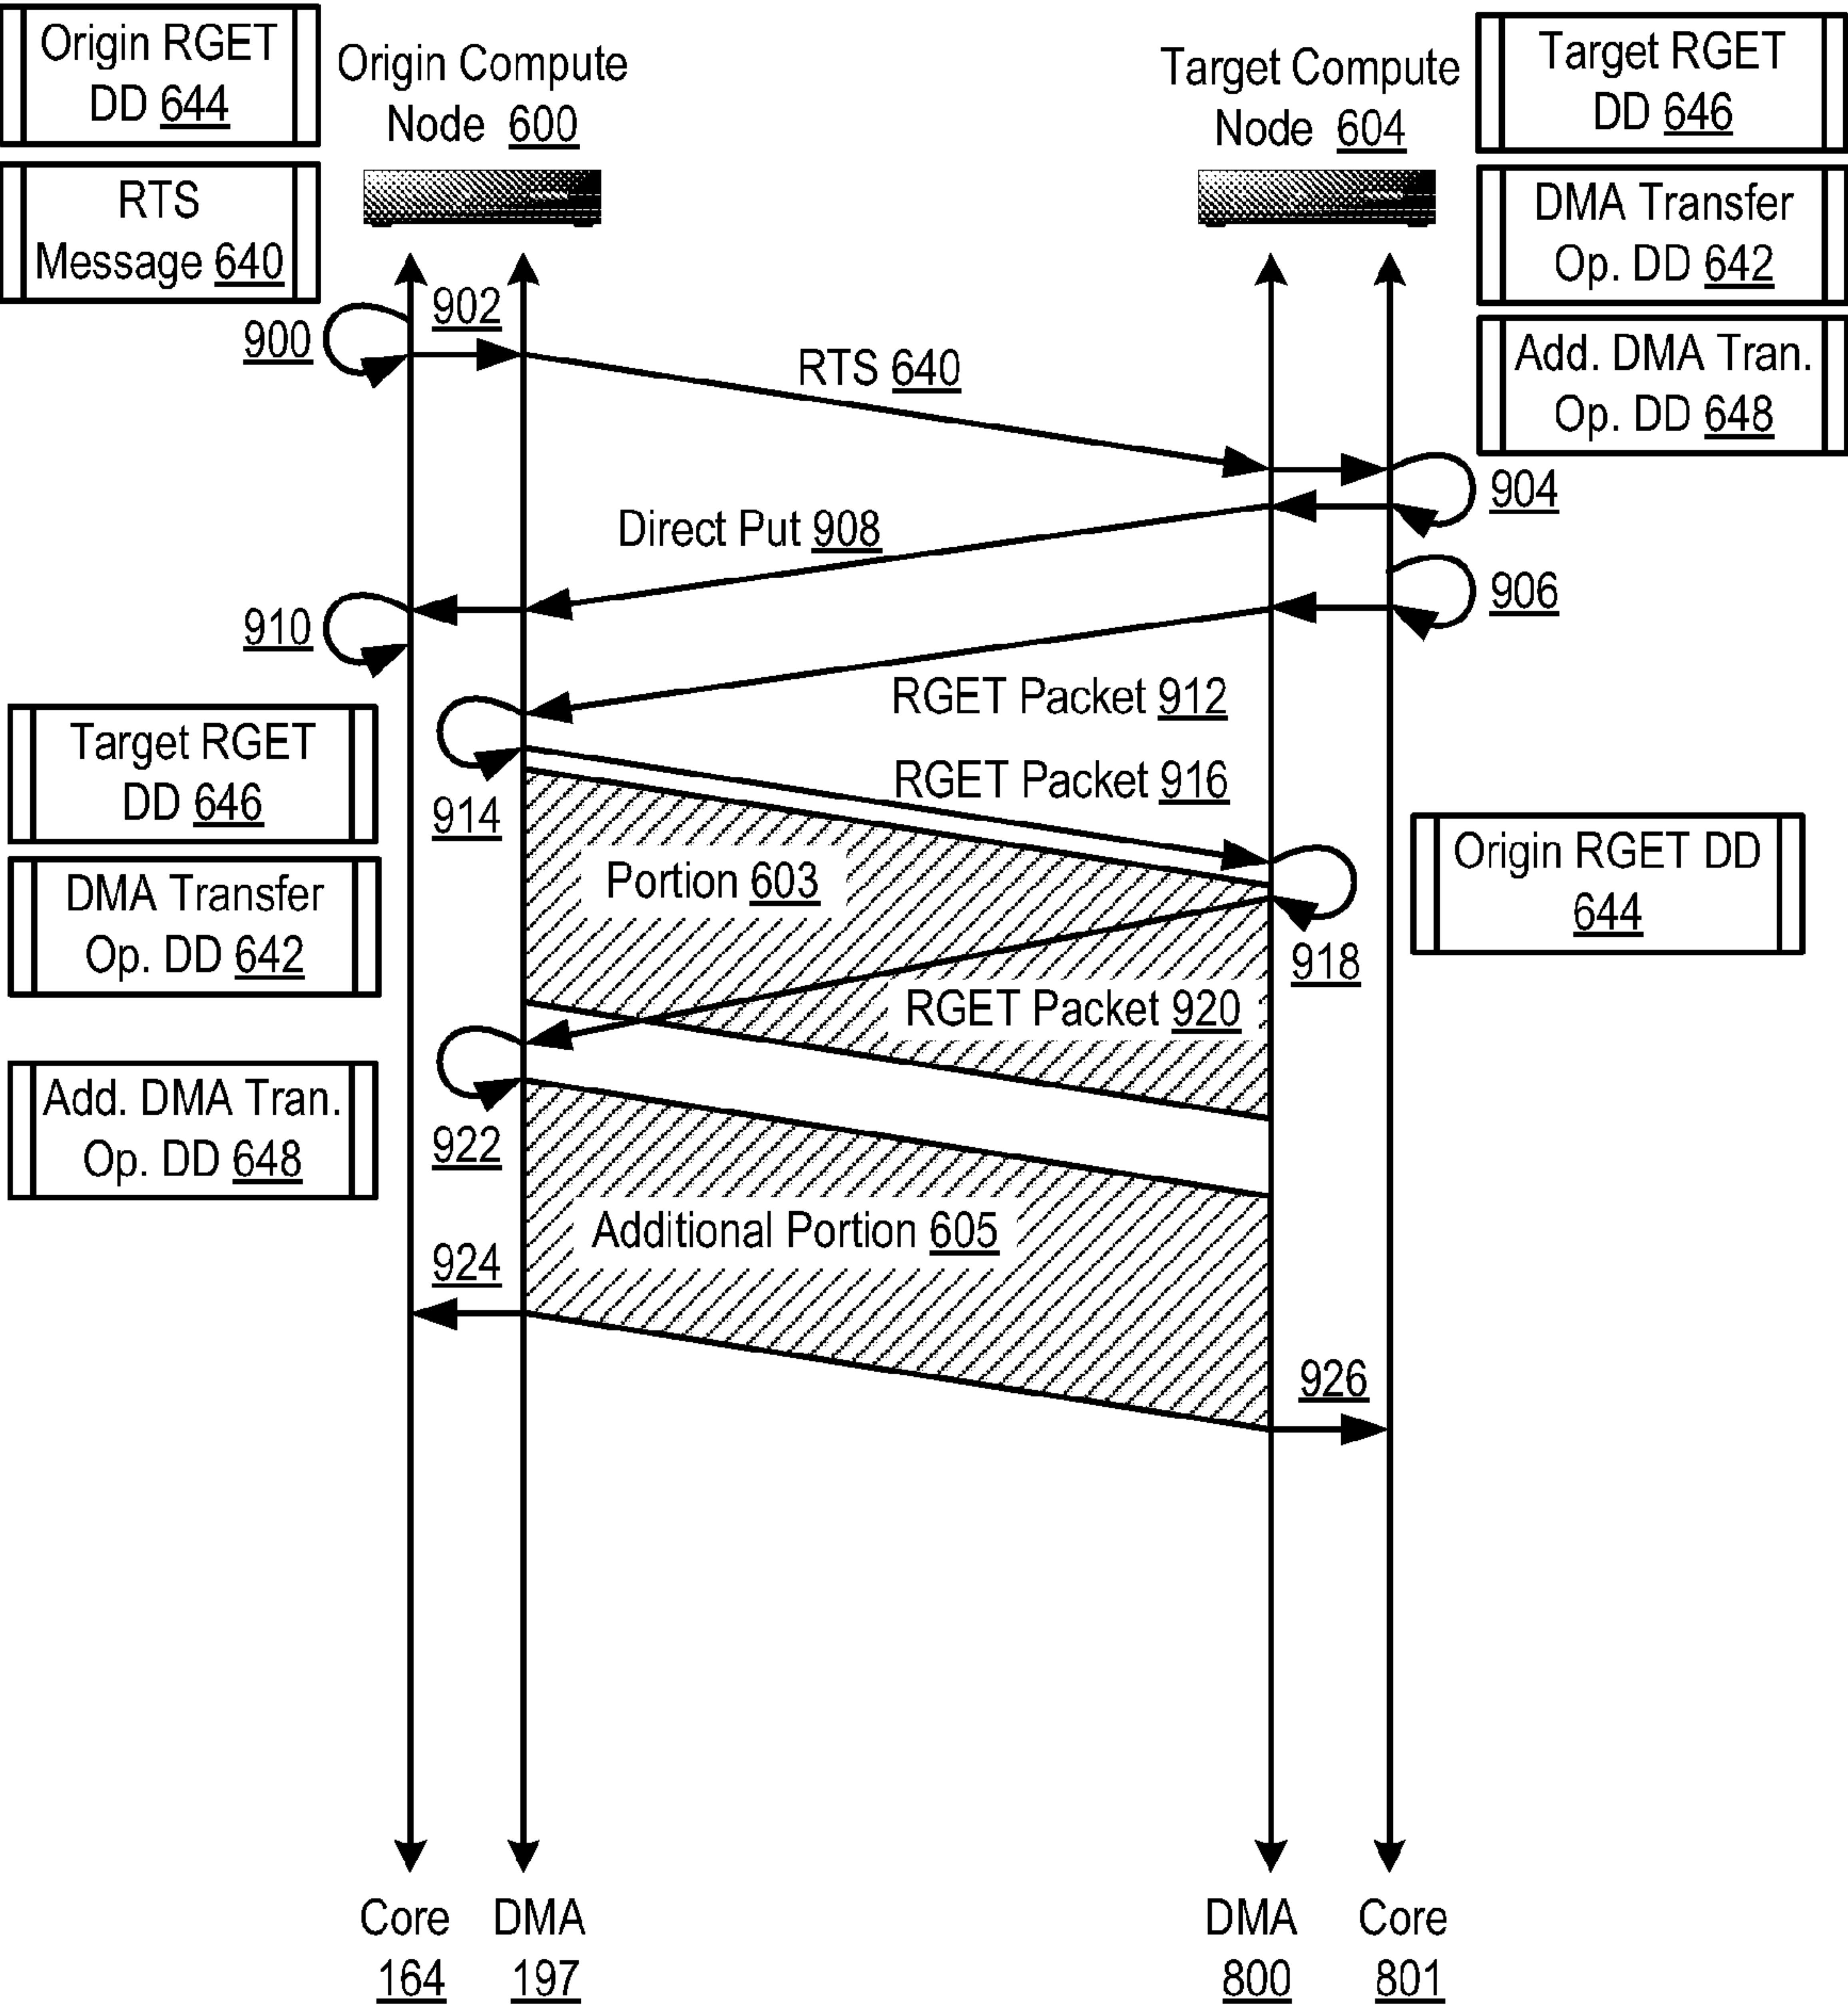 Origin RGET
DD 644
Origin Compute
Node 600
Target Compute
Node 604
Target RGET
DD 646
RTS
Message 640
DMA Transfer
Op. DD 642
Add. DMA Tran.
Op. DD 648
900
902
RTS 640
904
Direct Put 908
906
910
RGET Packet 912
Target RGET
DD 646
914
RGET Packet 916
Origin RGET DD
644
Portion 603
DMA Transfer
Op. DD 642
918
RGET Packet 920
Add. DMA Tran.
Op. DD 648
922
Additional Portion 605
924
926
Core
164
DMA
197
DMA
800
Core
801